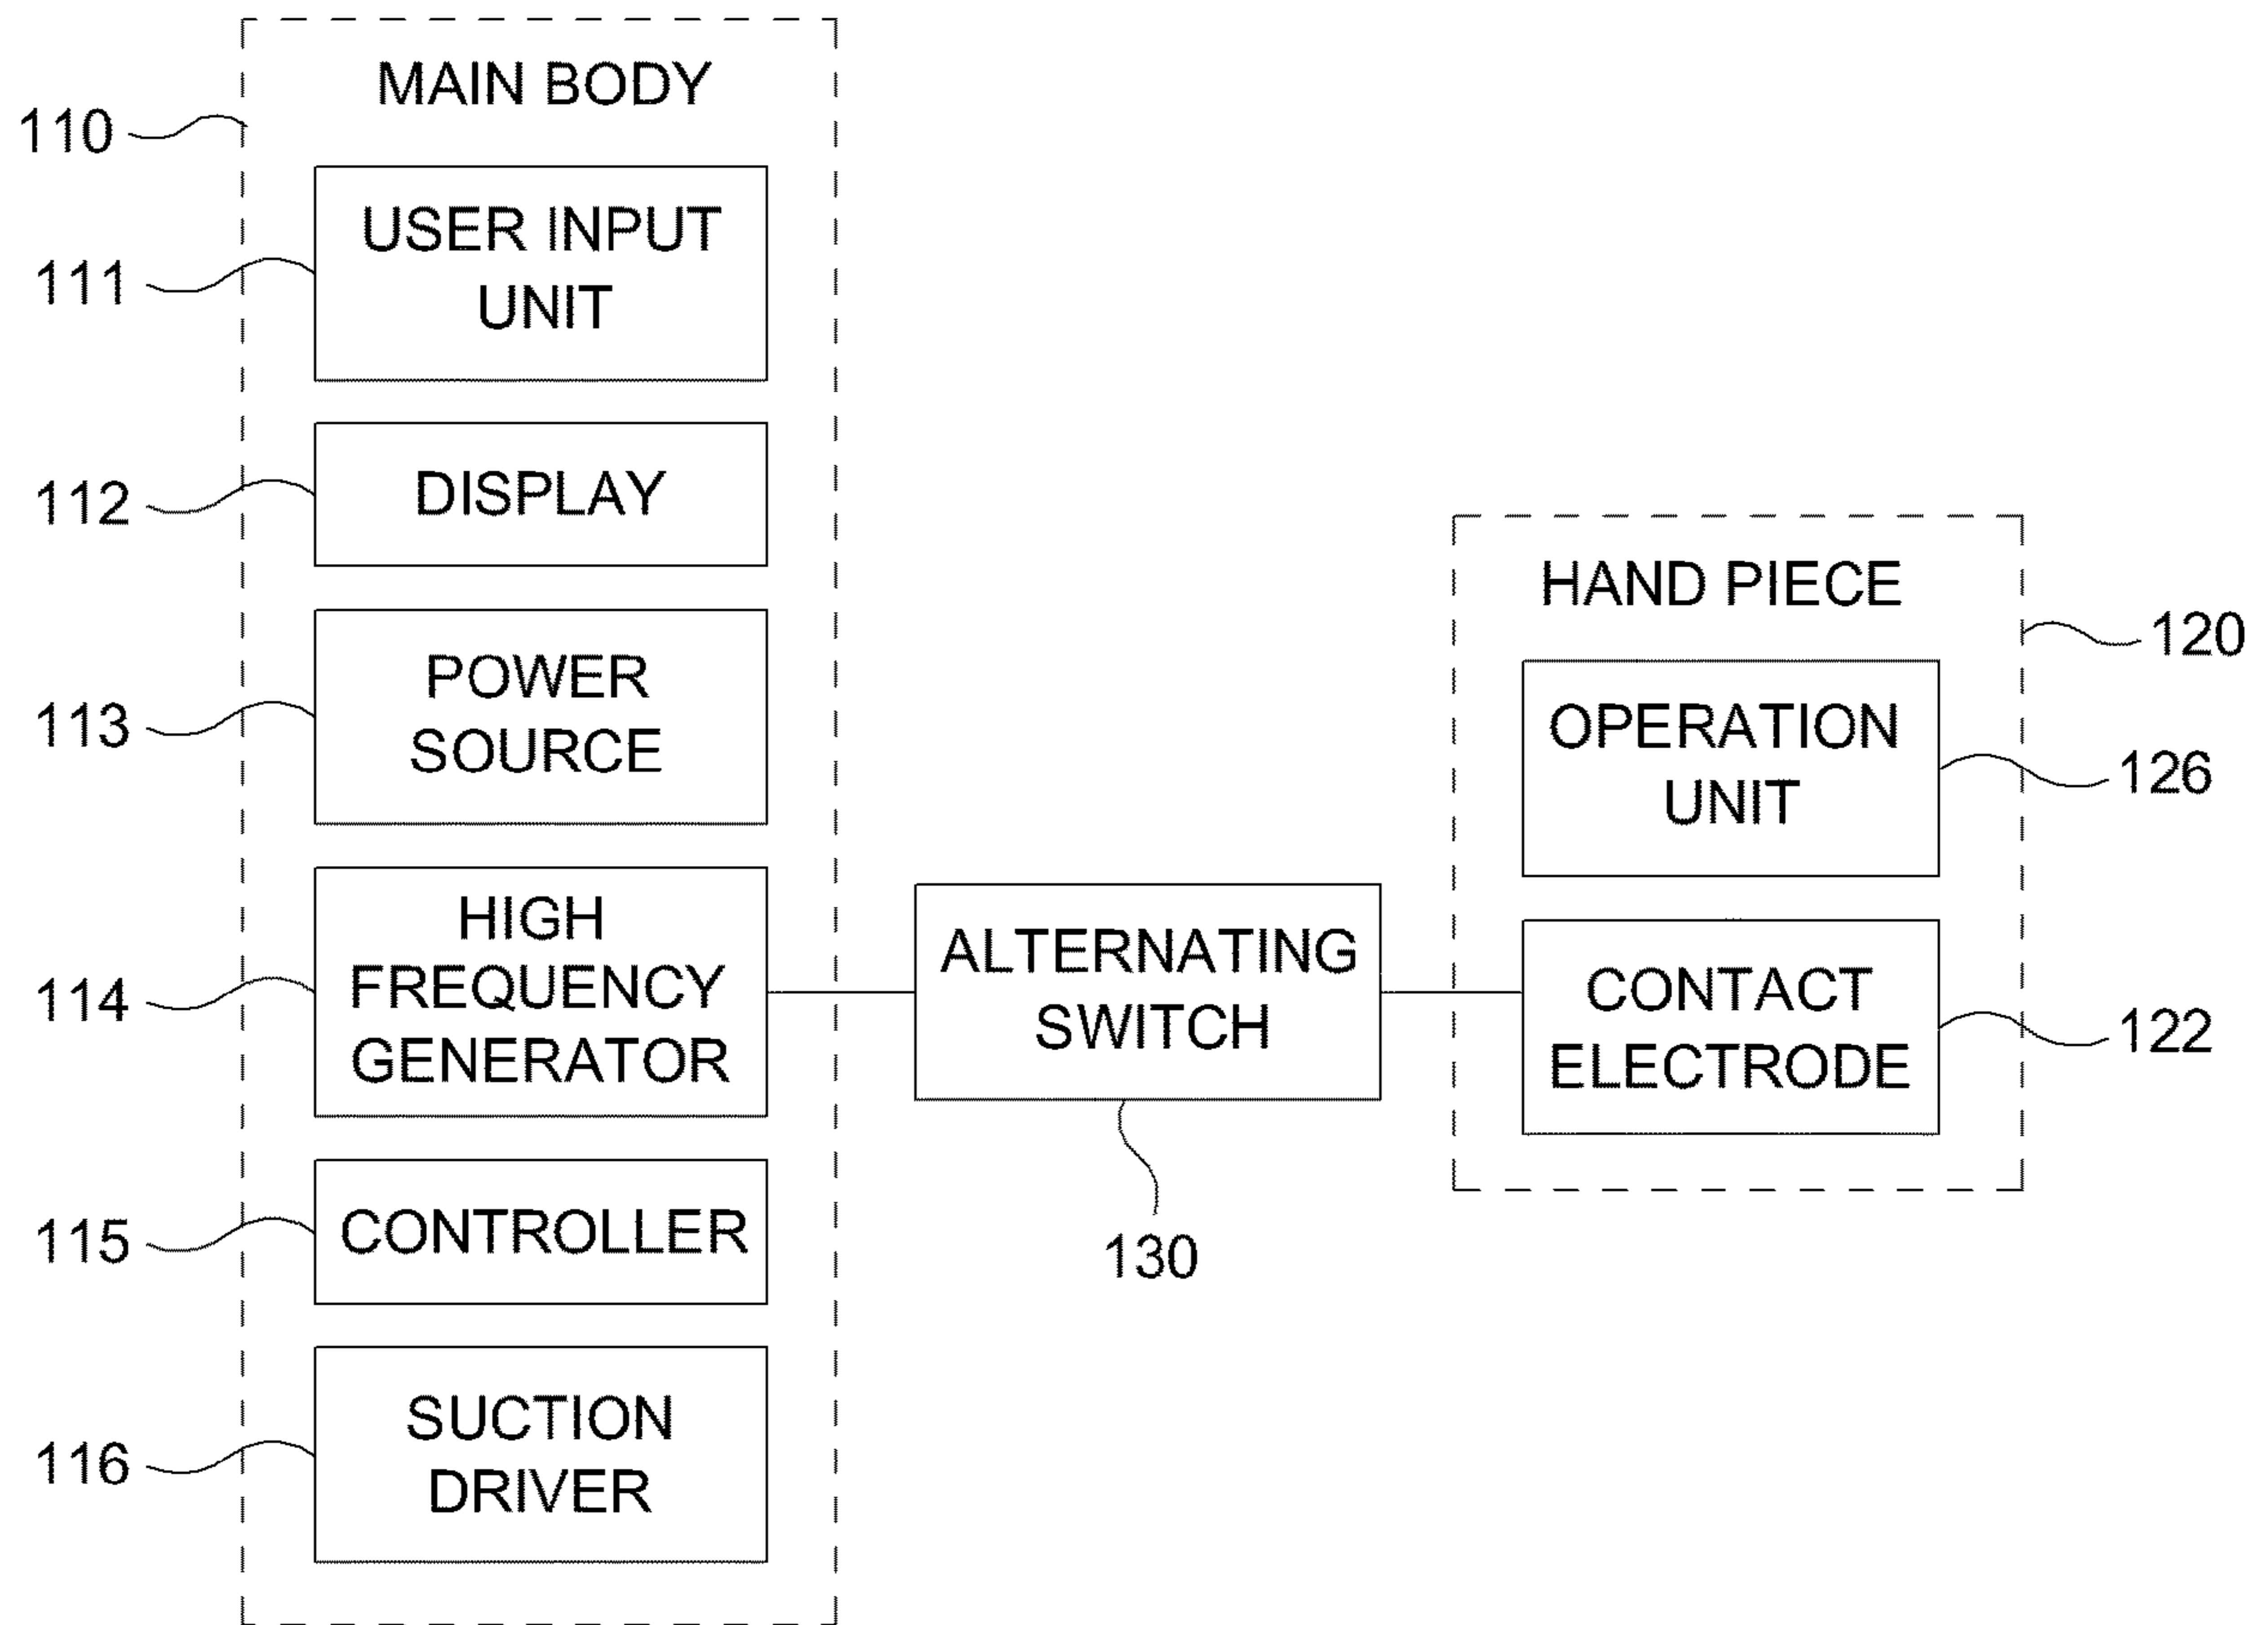 MAIN BODY
110
USER INPUT
UNIT
111
DISPLAY
112
POWER
SOURCE
113
HIGH
FREQUENCY
GENERATOR
114
CONTROLLER
115
SUCTION
DRIVER
116
ALTERNATING
SWITCH
130
HAND PIECE
120
OPERATION
UNIT
126
CONTACT
ELECTRODE
122